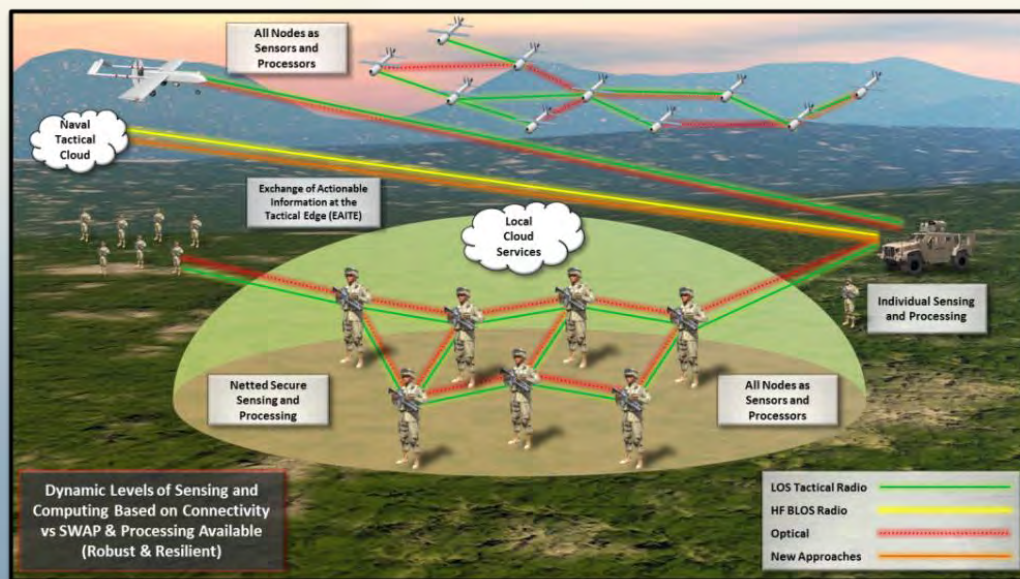 All Nodes as
Sensors and
Processors
Naval
Tactical
Cloud
Exchange of Actionable
Information at the
Tactical Edge (EAITE)
Local
Cloud
Services
Individual Sensing
and Processing
Netted Secure
Sensing and
Processing
All Nodes as
Sensors and
Processors
Dynamic Levels of Sensing and
Computing Based on Connectivity
vs SWAP & Processing Available
(Robust & Resilient)
LOS Tactical Radio
HF BLOS Radio
Optical
New Approaches